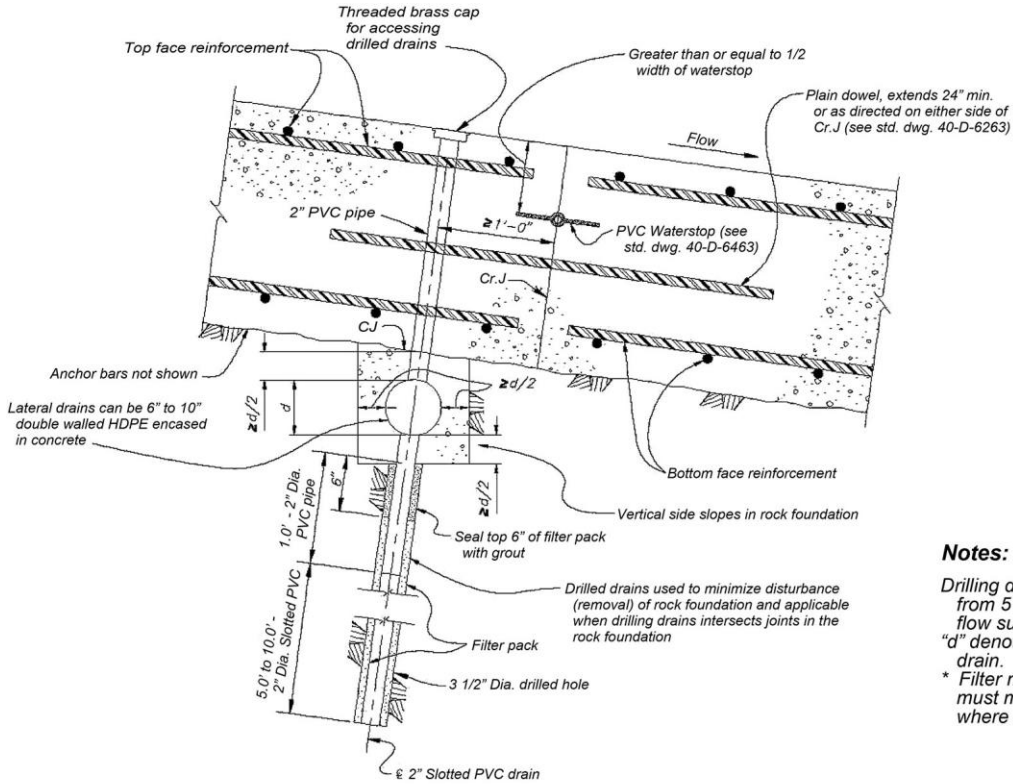 Threaded brass cap
for accessing
drilled drains
Top face reinforcement
Greater than or equal to 1/2
width of waterstop
Plain dowel, extends 24” min.
or as directed on either side of
Cr.J (see std. dwg. 40-D-6263)
Flow
2” PVC pipe
≥1’-0”
PVC Waterstop (see
std. dwg. 40-D-6463)
Cr.J
CJ
Anchor bars not shown
≥d/2
d
≥d/2
Lateral drains can be 6” to 10”
double walled HDPE encased
in concrete
Bottom face reinforcement
≥d/2
6”
1.0’ - 2” Dia.
PVC pipe
Vertical side slopes in rock foundation
Seal top 6” of filter pack
with grout
Drilled drains used to minimize disturbance
(removal) of rock foundation and applicable
when drilling drains intersects joints in the
rock foundation
5.0’ to 10.0’ -
2” Dia. Slotted PVC
Filter pack
3 1/2” Dia. drilled hole
℄ 2” Slotted PVC drain
Notes:
Drilling d
from 5
flow su
“d” deno
drain.
* Filter r
must n
where